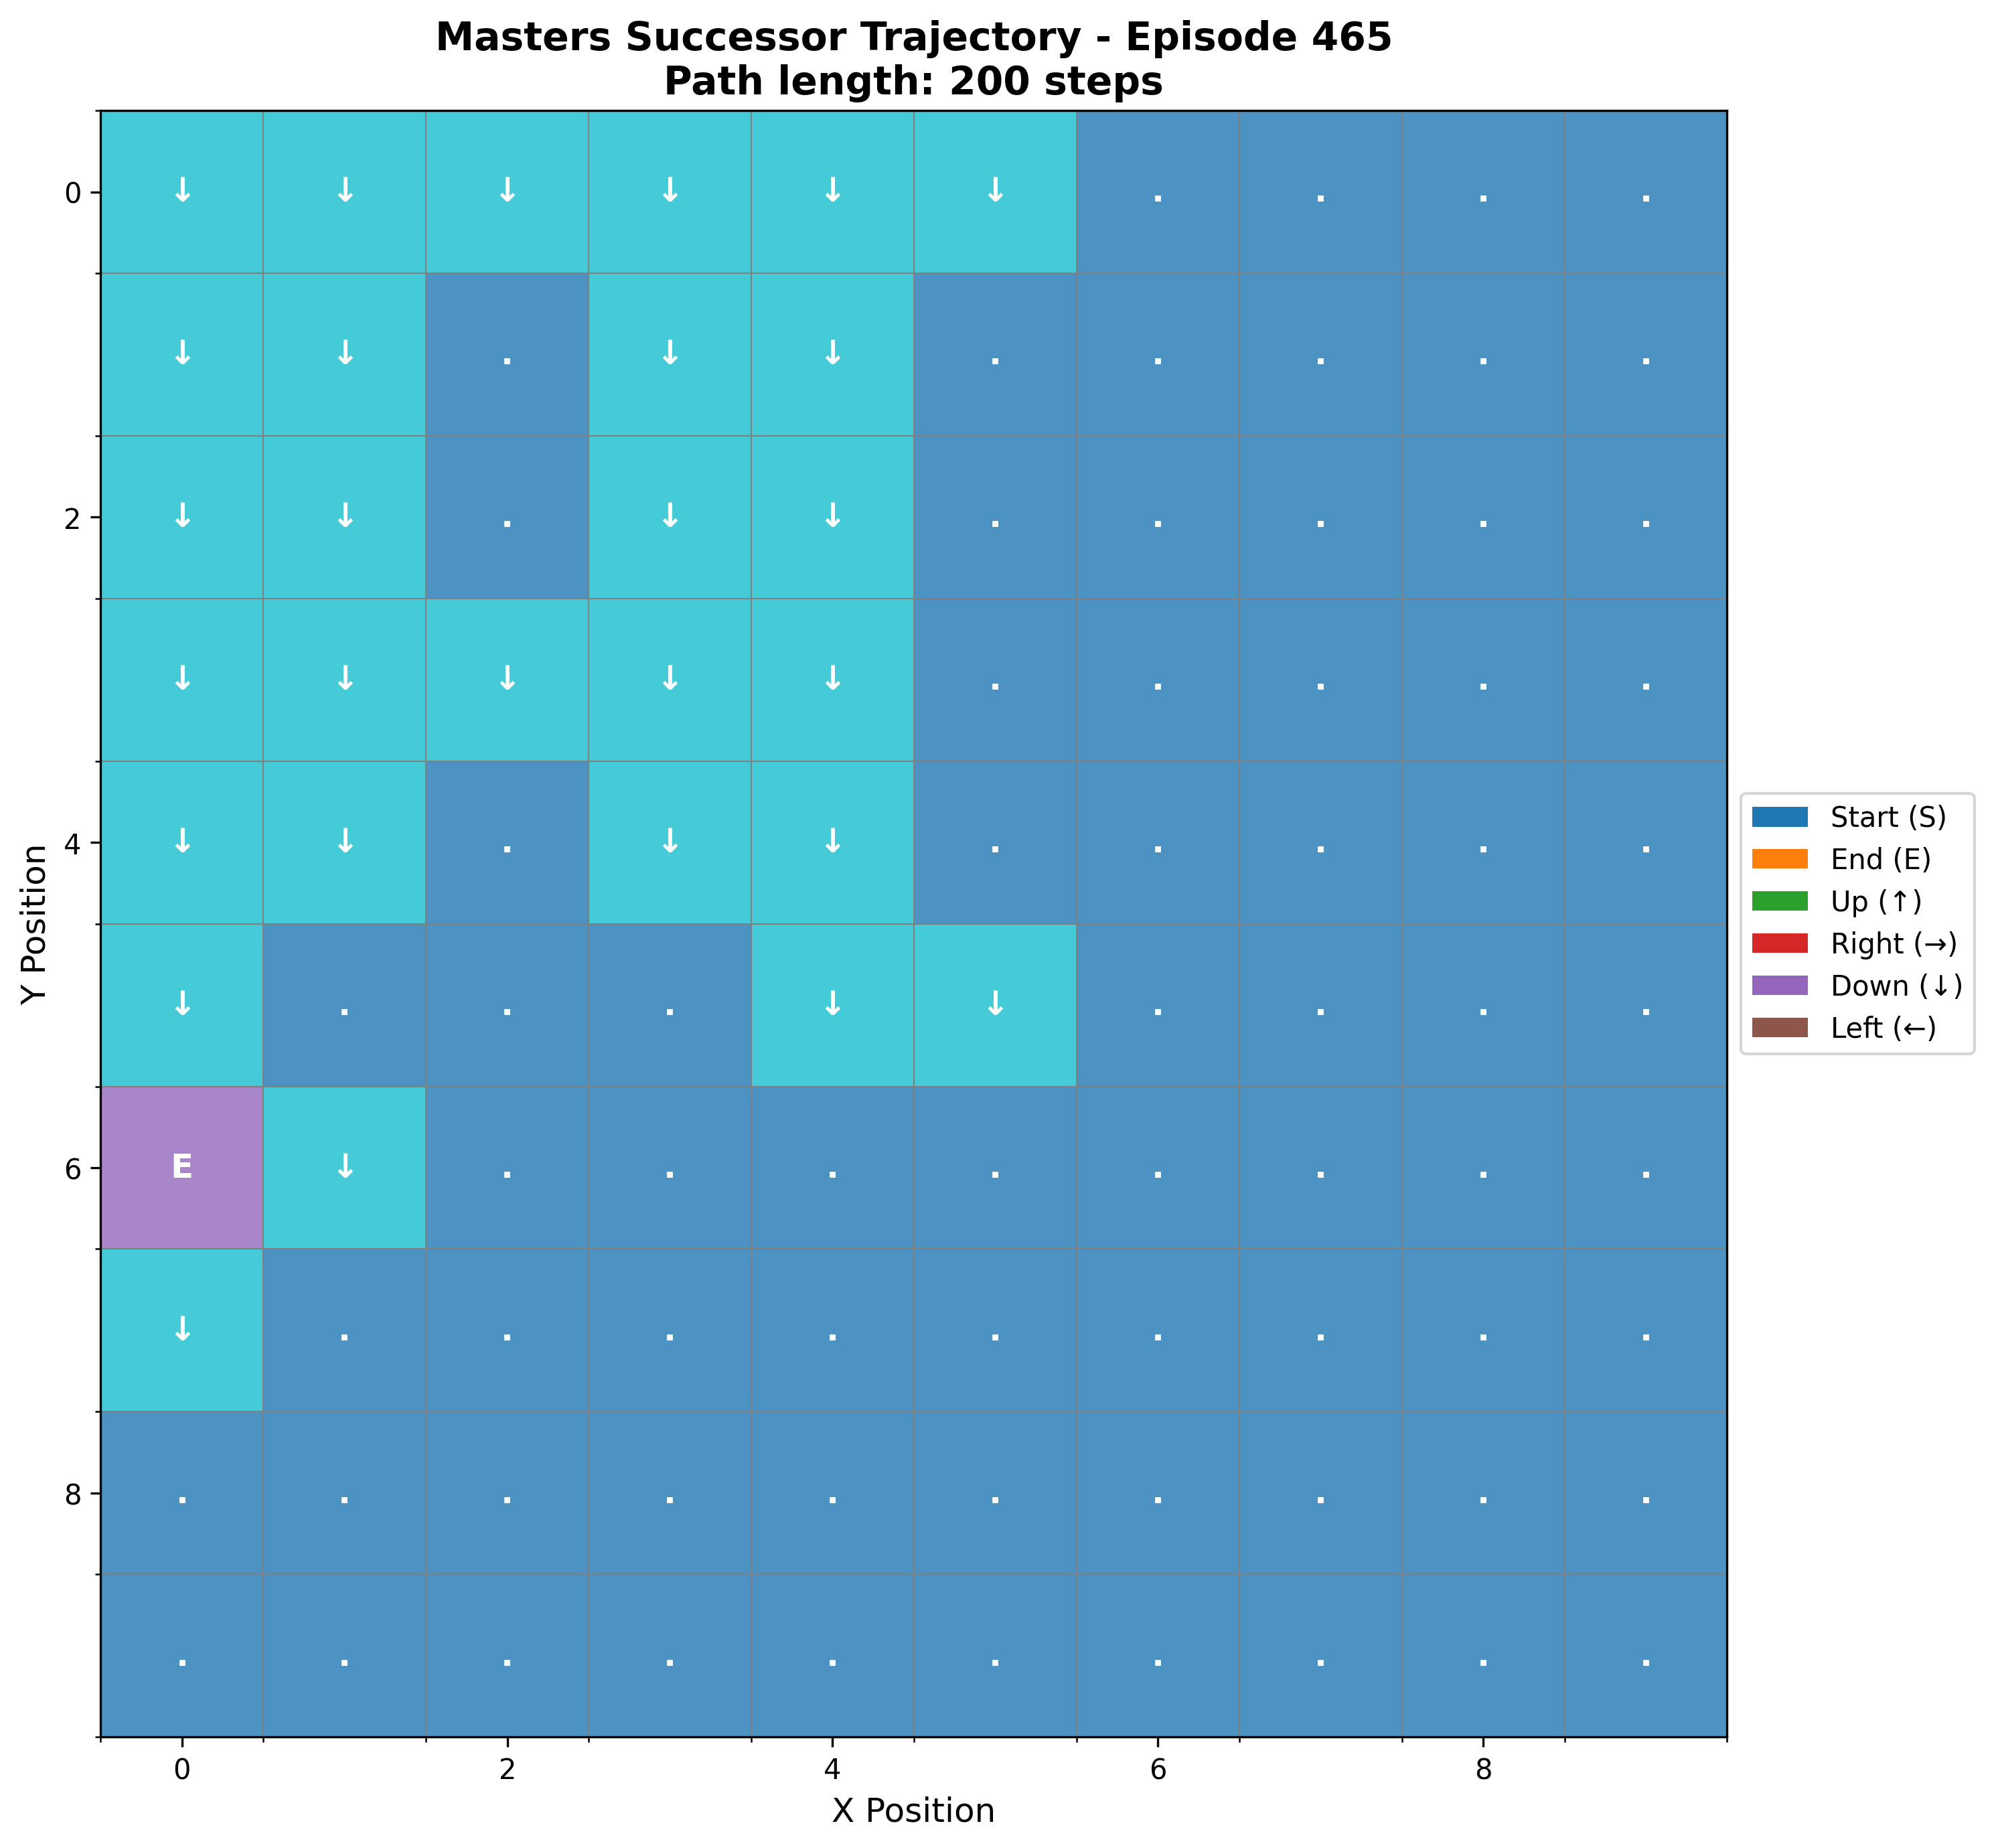 Masters Successor Trajectory - Episode 465
Path length: 200 steps
0 ↓ ↓ ↓ ↓ ↓ ↓ . . . .
↓ ↓ . ↓ ↓ . . . . .
2 ↓ ↓ . ↓ ↓ . . . . .
↓ ↓ ↓ ↓ ↓ . . . . .
4 ↓ ↓ . ↓ ↓ . . . . .
↓ . . . ↓ ↓ . . . .
6 E ↓ . . . . . . . .
↓ . . . . . . . . .
8 . . . . . . . . . .
. . . . . . . . . .
0 2 4 6 8
X Position
Y Position
Start (S)
End (E)
Up (↑)
Right (→)
Down (↓)
Left (←)